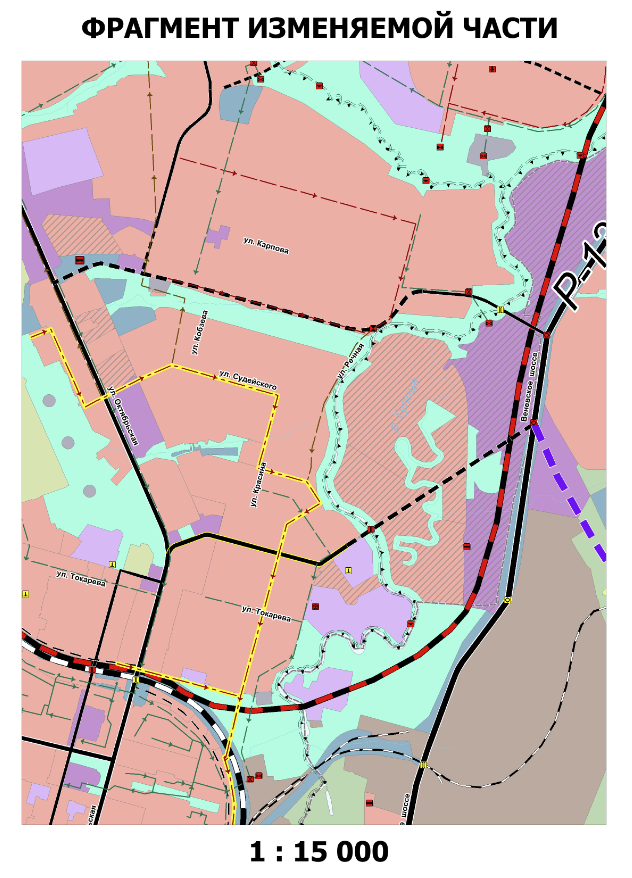 ФРАГМЕНТ ИЗМЕНЯЕМОЙ ЧАСТИ
ул. Карпова
Р-13
ул. Кобзева
ул. Речная
ул. Судейского
ул. Октябрьская
Веневское шоссе
ул. Красина
ул. Токарева
ул. Токарева
1 : 15 000